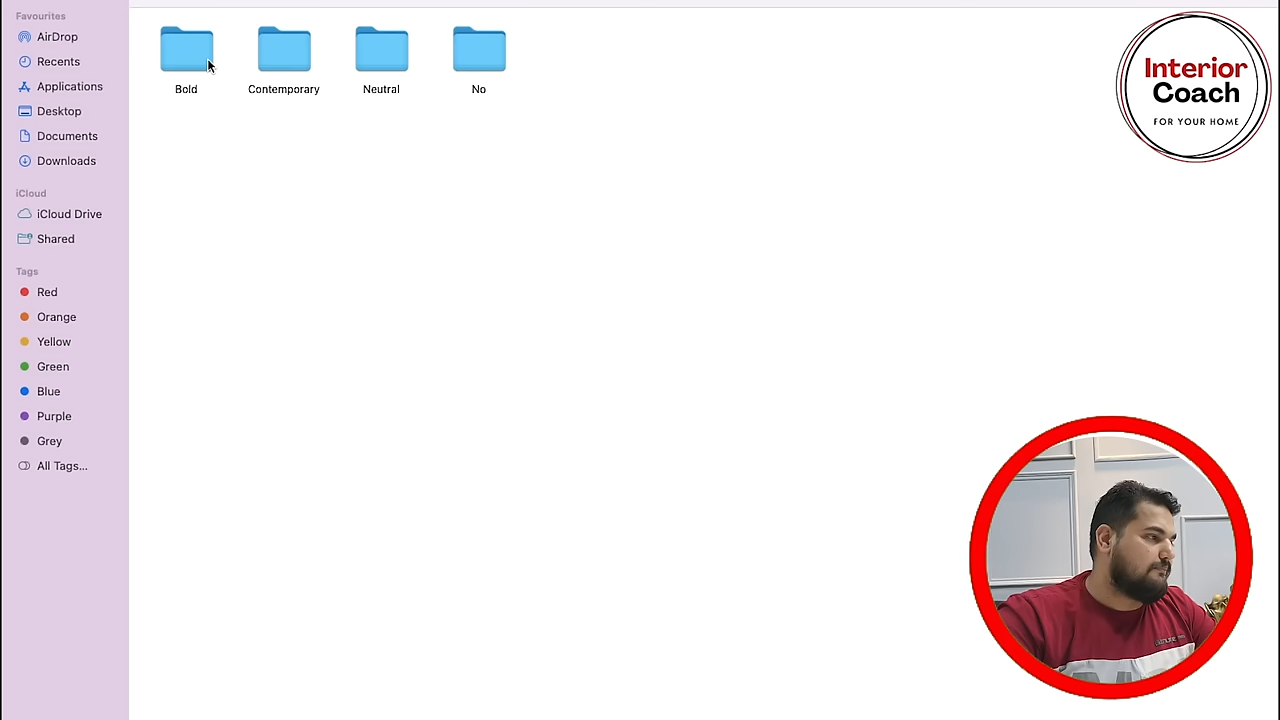 Favourites
AirDrop
Recents
Applications
Desktop
Documents
Downloads
iCloud
iCloud Drive
Shared
Tags
Red
Orange
Yellow
Green
Blue
Purple
Grey
All Tags...
Bold
Contemporary
Neutral
No
Interior
Coach
FOR YOUR HOME